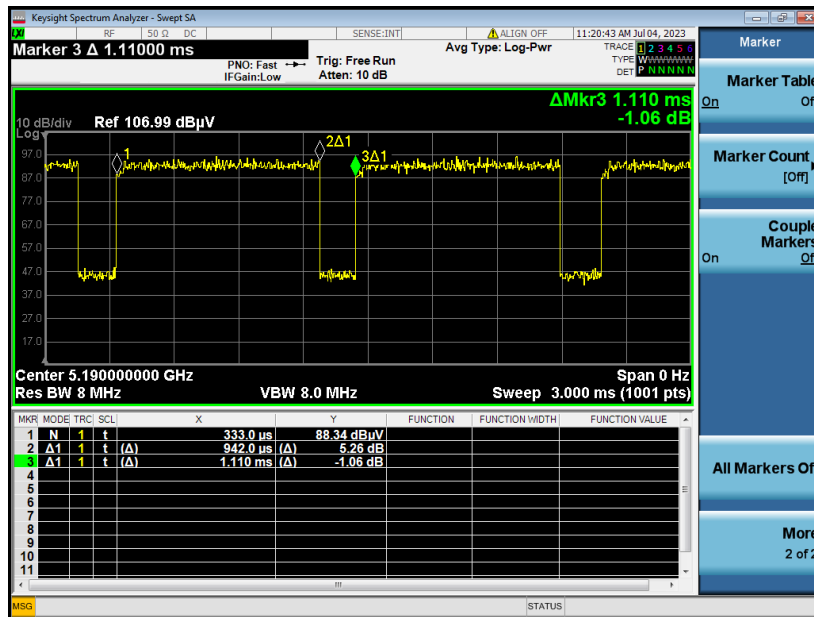 Keysight Spectrum Analyzer - Swept SA
LXI RF 50 Ω DC SENSE:INT ALIGN OFF 11:20:43 AM Jul 04, 2023
Marker 3 Δ 1.11000 ms
PNO: Fast
IFGain:Low
Trig: Free Run
Atten: 10 dB
Avg Type: Log-Pwr
TRACE 1 2 3 4 5 6
TYPE WWWWWW
DET P N N N N N
ΔMkr3 1.110 ms
-1.06 dB
10 dB/div Ref 106.99 dBµV
Log
97.0
87.0
77.0
67.0
57.0
47.0
37.0
27.0
17.0
1
2Δ1
3Δ1
Center 5.190000000 GHz Span 0 Hz
Res BW 8 MHz VBW 8.0 MHz Sweep 3.000 ms (1001 pts)
MKR MODE TRC SCL X Y FUNCTION FUNCTION WIDTH FUNCTION VALUE
1 N 1 t 333.0 µs 88.34 dBµV
2 Δ1 1 t (Δ) 942.0 µs (Δ) 5.26 dB
3 Δ1 1 t (Δ) 1.110 ms (Δ) -1.06 dB
4
5
6
7
8
9
10
11
MSG STATUS
Marker
Marker Table
On Of
Marker Count
[Off]
Couple
Markers
On Of
All Markers Of
More
2 of 2